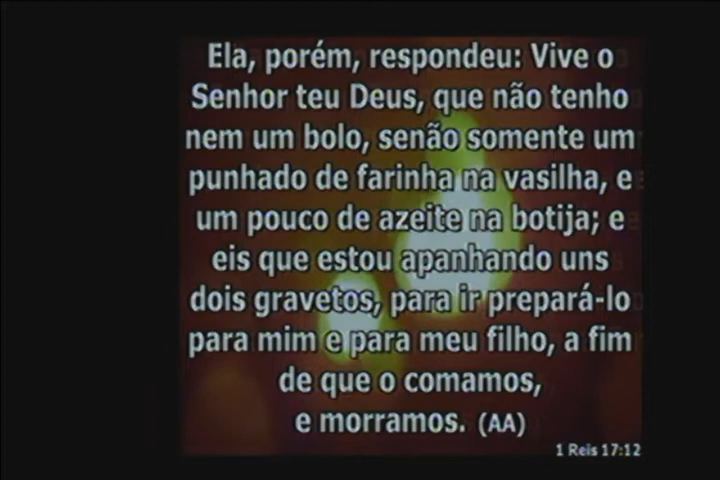 Ela, porém, respondeu: Vive o
Senhor teu Deus, que não tenho
nem um bolo, senão somente um
punhado de farinha na vasilha, e
um pouco de azeite na botija; e
eis que estou apanhando uns
dois gravetos, para ir prepará-lo
para mim e para meu filho, a fim
de que o comamos,
e morramos. (AA)
1 Reis 17:12